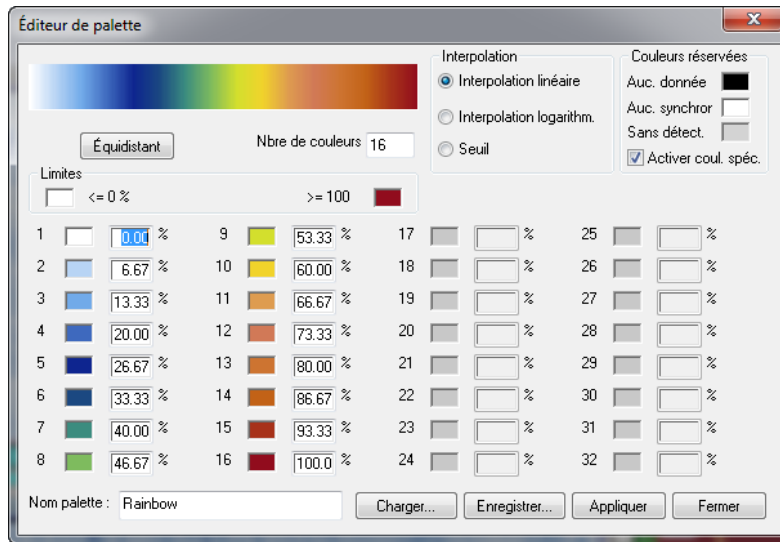 Éditeur de palette
x
Interpolation
Interpolation linéaire
Interpolation logarithm.
Seuil
Couleurs réservées
Auc. donnée
Auc. synchror
Sans détect.
Activer coul. spéc.
Équidistant
Nbre de couleurs 16
Limites
<= 0 % >= 100
1 0.00 % 9 53.33 % 17 % 25 %
2 6.67 % 10 60.00 % 18 % 26 %
3 13.33 % 11 66.67 % 19 % 27 %
4 20.00 % 12 73.33 % 20 % 28 %
5 26.67 % 13 80.00 % 21 % 29 %
6 33.33 % 14 86.67 % 22 % 30 %
7 40.00 % 15 93.33 % 23 % 31 %
8 46.67 % 16 100.0 % 24 % 32 %
Nom palette : Rainbow Charger... Enregistrer... Appliquer Fermer